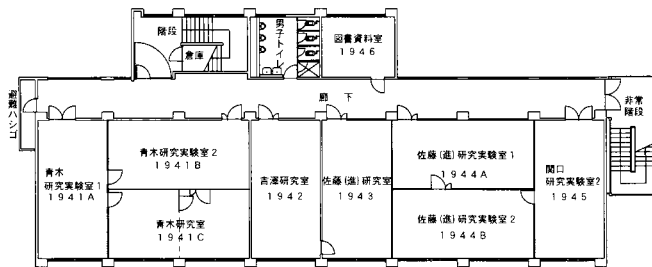 階段
倉庫
男子トイレ
図書資料室
1946
避難ハシゴ
廊下
非常
階段
青木
研究実験室1
1941A
青木研究実験室2
1941B
青木研究室
1941C
吉澤研究室
1942
佐藤(進)研究室
1943
佐藤(進)研究実験室1
1944A
佐藤(進)研究実験室2
1944B
関口
研究実験室2
1945